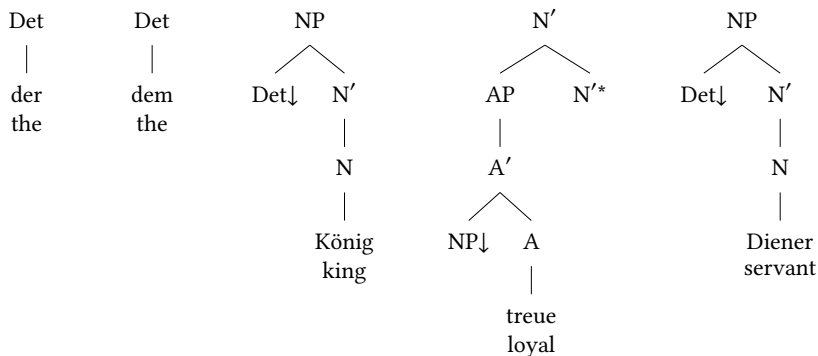 Det Det NP N′ NP
der dem Det↓ N′ AP N′* Det↓ N′
the the
N A′ N
König NP↓ A Diener
king servant
treue
loyal